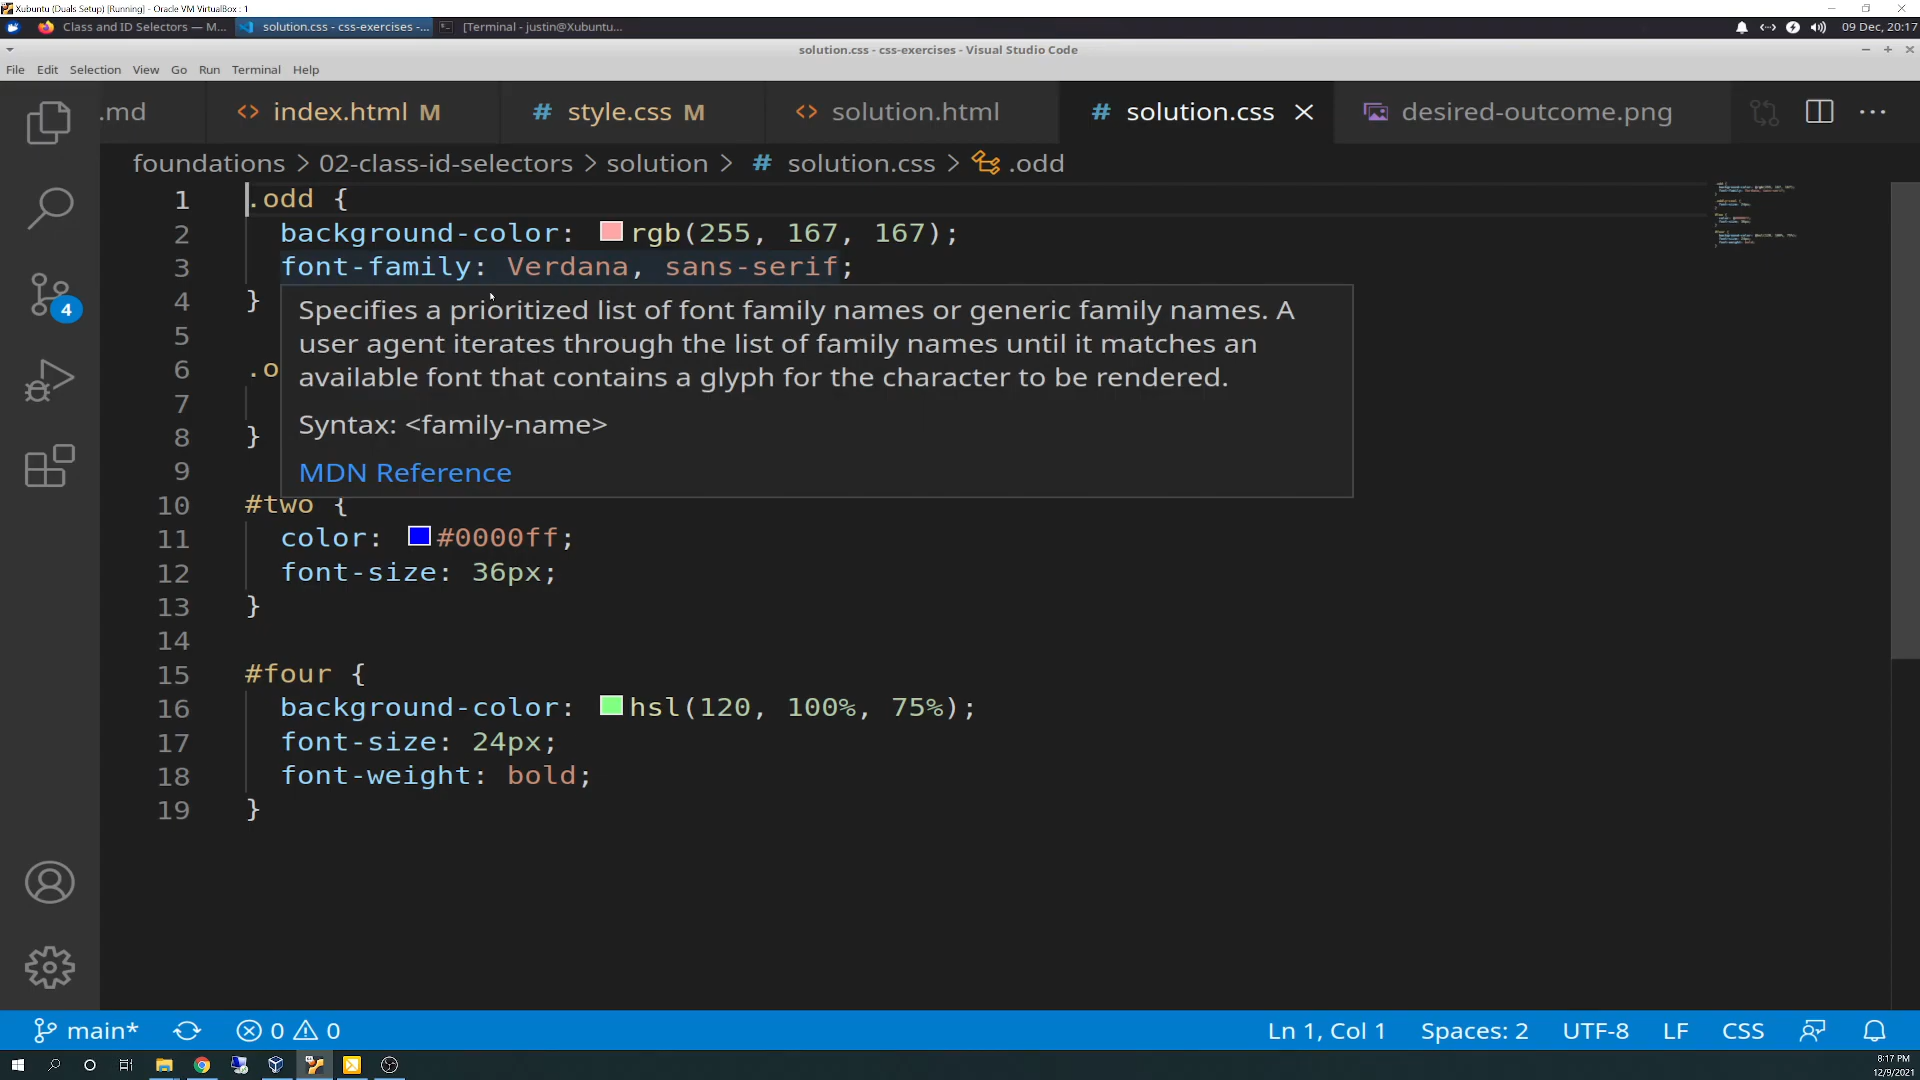 Xubuntu (Duals Setup) [Running] - Oracle VM VirtualBox : 1
Class and ID Selectors — M...
solution.css - css-exercises -...
[Terminal - justin@Xubuntu...
09 Dec, 20:17
solution.css - css-exercises - Visual Studio Code
File Edit Selection View Go Run Terminal Help
.md
<> index.html M
# style.css M
<> solution.html
# solution.css
desired-outcome.png
foundations > 02-class-id-selectors > solution > # solution.css > .odd
1 .odd {
2 background-color: rgb(255, 167, 167);
3 font-family: Verdana, sans-serif;
4 }
Specifies a prioritized list of font family names or generic family names. A
user agent iterates through the list of family names until it matches an
available font that contains a glyph for the character to be rendered.
Syntax: <family-name>
MDN Reference
5
6 .o
7
8 }
9
10 #two {
11 color: #0000ff;
12 font-size: 36px;
13 }
14
15 #four {
16 background-color: hsl(120, 100%, 75%);
17 font-size: 24px;
18 font-weight: bold;
19 }
4
main* 0 0 Ln 1, Col 1 Spaces: 2 UTF-8 LF CSS
8:17 PM
12/9/2021